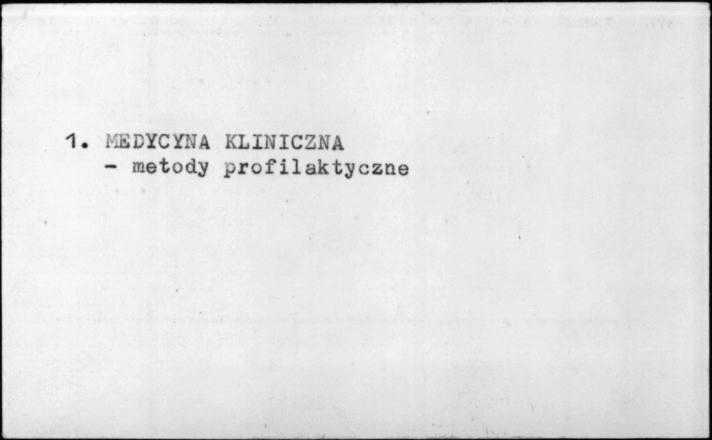 1. MEDYCYNA KLINICZNA
- metody profilaktyczne